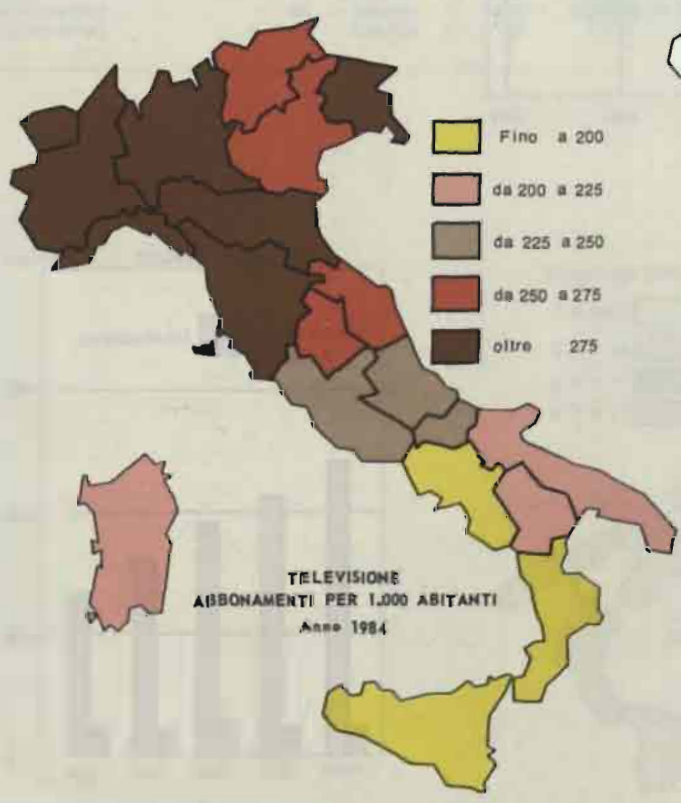 Fino a 200
da 200 a 225
da 225 a 250
da 250 a 275
oltre 275
TELEVISIONE
ABBONAMENTI PER 1.000 ABITANTI
Anno 1984